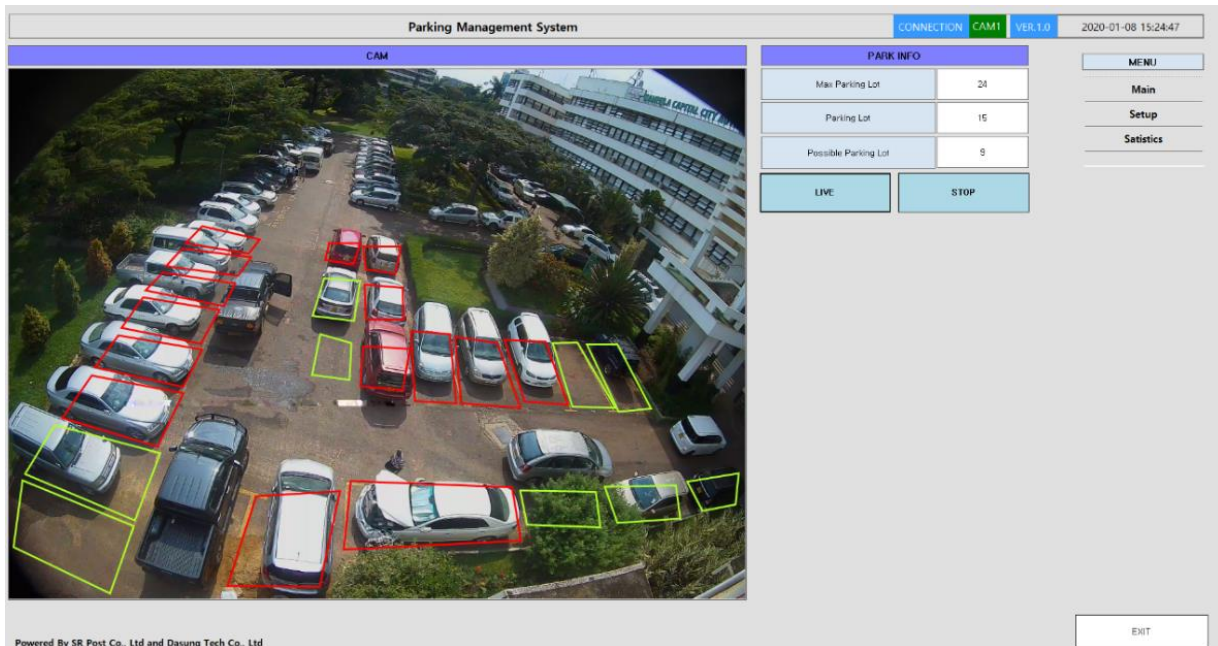 Parking Management System
CONNECTION CAM1 VER.1.0 2020-01-08 15:24:47
CAM
PARK INFO
Max Parking Lot 24
Parking Lot 15
Possible Parking Lot 9
LIVE STOP
MENU
Main
Setup
Satistics
CAPITAL CITY
EXIT
Powered By SR Post Co., Ltd and Dasung Tech Co., Ltd